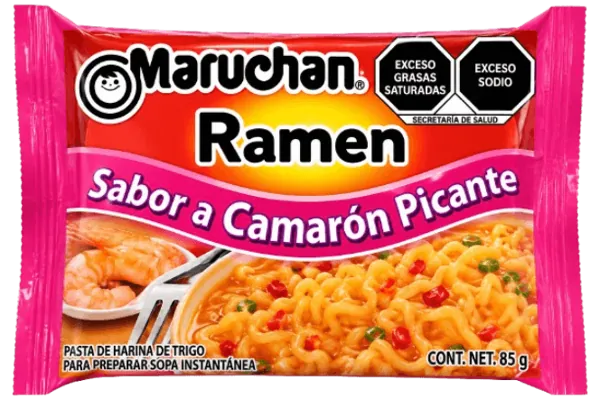 Maruchan®
EXCESO
GRASAS
SATURADAS
EXCESO
SODIO
SECRETARÍA DE SALUD
Ramen
Sabor a Camarón Picante
PASTA DE HARINA DE TRIGO
PARA PREPARAR SOPA INSTANTÁNEA
CONT. NET. 85 g